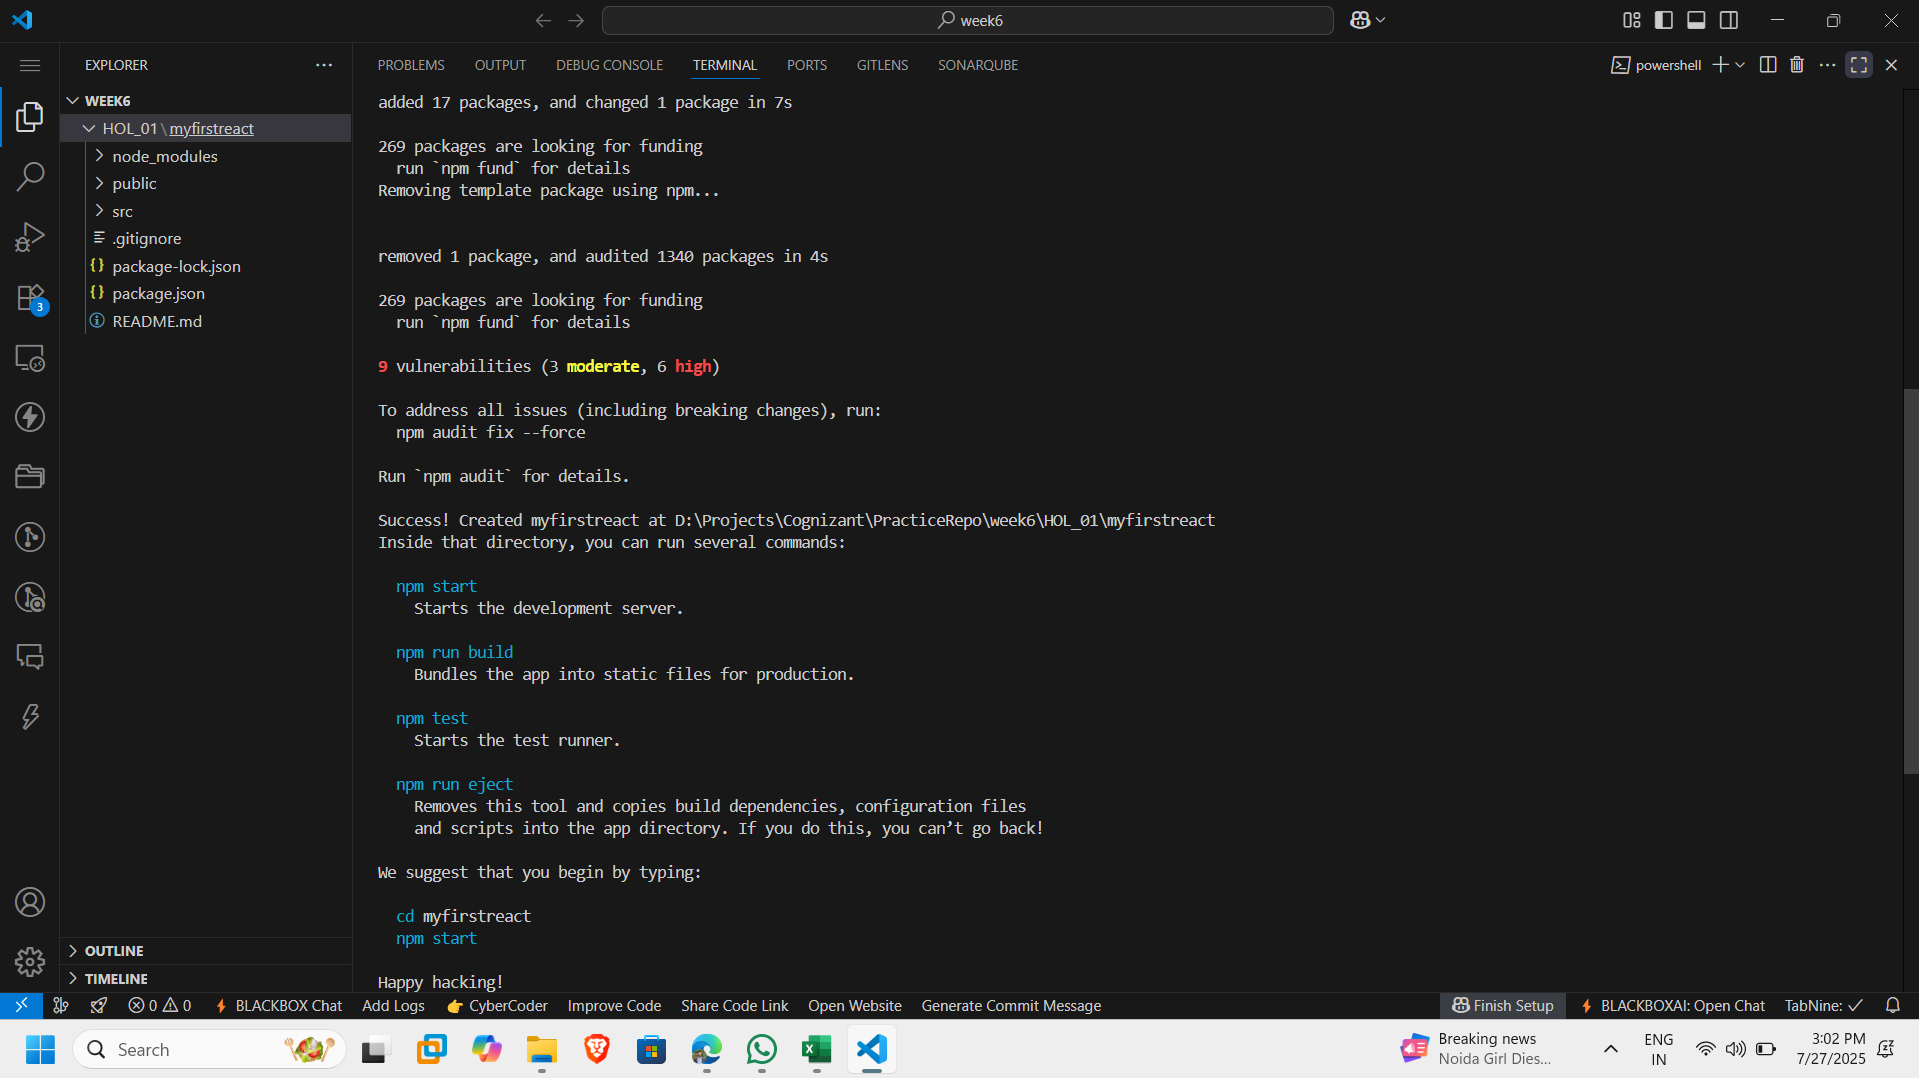 week6
EXPLORER
PROBLEMS OUTPUT DEBUG CONSOLE TERMINAL PORTS GITLENS SONARQUBE
powershell
WEEK6
HOL_01\myfirstreact
node_modules
public
src
.gitignore
package-lock.json
package.json
README.md
3
added 17 packages, and changed 1 package in 7s
269 packages are looking for funding
run `npm fund` for details
Removing template package using npm...
removed 1 package, and audited 1340 packages in 4s
269 packages are looking for funding
run `npm fund` for details
9 vulnerabilities (3 moderate, 6 high)
To address all issues (including breaking changes), run:
npm audit fix --force
Run `npm audit` for details.
Success! Created myfirstreact at D:\Projects\Cognizant\PracticeRepo\week6\HOL_01\myfirstreact
Inside that directory, you can run several commands:
npm start
Starts the development server.
npm run build
Bundles the app into static files for production.
npm test
Starts the test runner.
npm run eject
Removes this tool and copies build dependencies, configuration files
and scripts into the app directory. If you do this, you can’t go back!
We suggest that you begin by typing:
cd myfirstreact
npm start
Happy hacking!
OUTLINE
TIMELINE
0 0 BLACKBOX Chat Add Logs CyberCoder Improve Code Share Code Link Open Website Generate Commit Message Finish Setup BLACKBOXAI: Open Chat TabNine:
Search
Breaking news
Noida Girl Dies...
ENG
IN
3:02 PM
7/27/2025